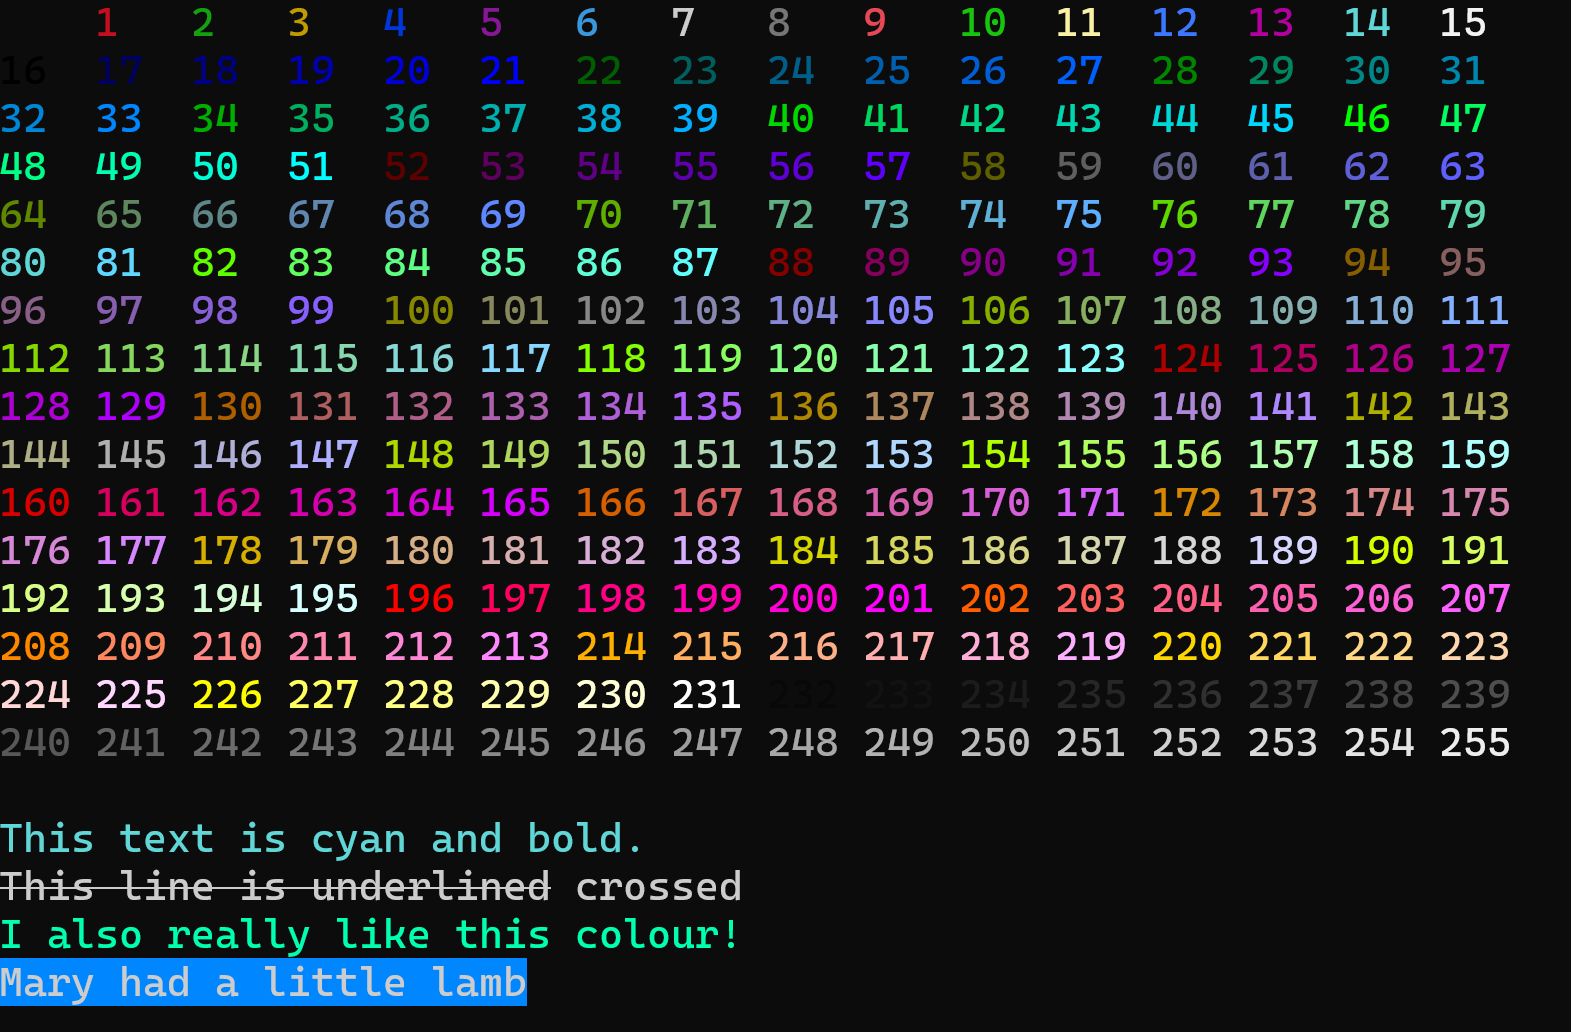 1 2 3 4 5 6 7 8 9 10 11 12 13 14 15
16 17 18 19 20 21 22 23 24 25 26 27 28 29 30 31
32 33 34 35 36 37 38 39 40 41 42 43 44 45 46 47
48 49 50 51 52 53 54 55 56 57 58 59 60 61 62 63
64 65 66 67 68 69 70 71 72 73 74 75 76 77 78 79
80 81 82 83 84 85 86 87 88 89 90 91 92 93 94 95
96 97 98 99 100 101 102 103 104 105 106 107 108 109 110 111
112 113 114 115 116 117 118 119 120 121 122 123 124 125 126 127
128 129 130 131 132 133 134 135 136 137 138 139 140 141 142 143
144 145 146 147 148 149 150 151 152 153 154 155 156 157 158 159
160 161 162 163 164 165 166 167 168 169 170 171 172 173 174 175
176 177 178 179 180 181 182 183 184 185 186 187 188 189 190 191
192 193 194 195 196 197 198 199 200 201 202 203 204 205 206 207
208 209 210 211 212 213 214 215 216 217 218 219 220 221 222 223
224 225 226 227 228 229 230 231 232 233 234 235 236 237 238 239
240 241 242 243 244 245 246 247 248 249 250 251 252 253 254 255
This text is cyan and bold.
This line is underlined crossed
I also really like this colour!
Mary had a little lamb